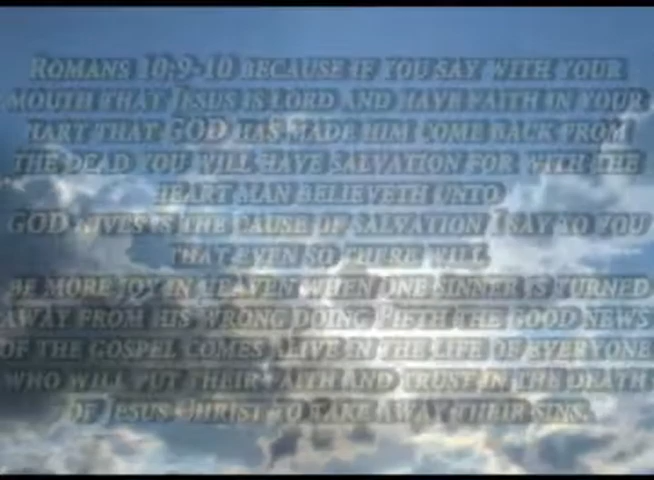 ROMANS 10:9-10 BECAUSE IF YOU SAY WITH YOUR
MOUTH THAT JESUS IS LORD AND HAVE FAITH IN YOUR
HART THAT GOD HAS MADE HIM COME BACK FROM
THE DEAD YOU WILL HAVE SALVATION FOR WITH THE
HEART MAN BELIEVETH UNTO
GOD GIVES IS THE CAUSE OF SALVATION I SAY TO YOU
THAT EVEN SO THERE WILL
BE MORE JOY IN HEAVEN WHEN ONE SINNER IS TURNED
AWAY FROM HIS WRONG DOING THE GOOD NEWS
OF THE GOSPEL COMES ALIVE IN THE LIFE OF EVERYONE
WHO WILL PUT THEIR FAITH AND TRUST IN THE DEATH
OF JESUS CHRIST TO AWAY THEIR SINS.